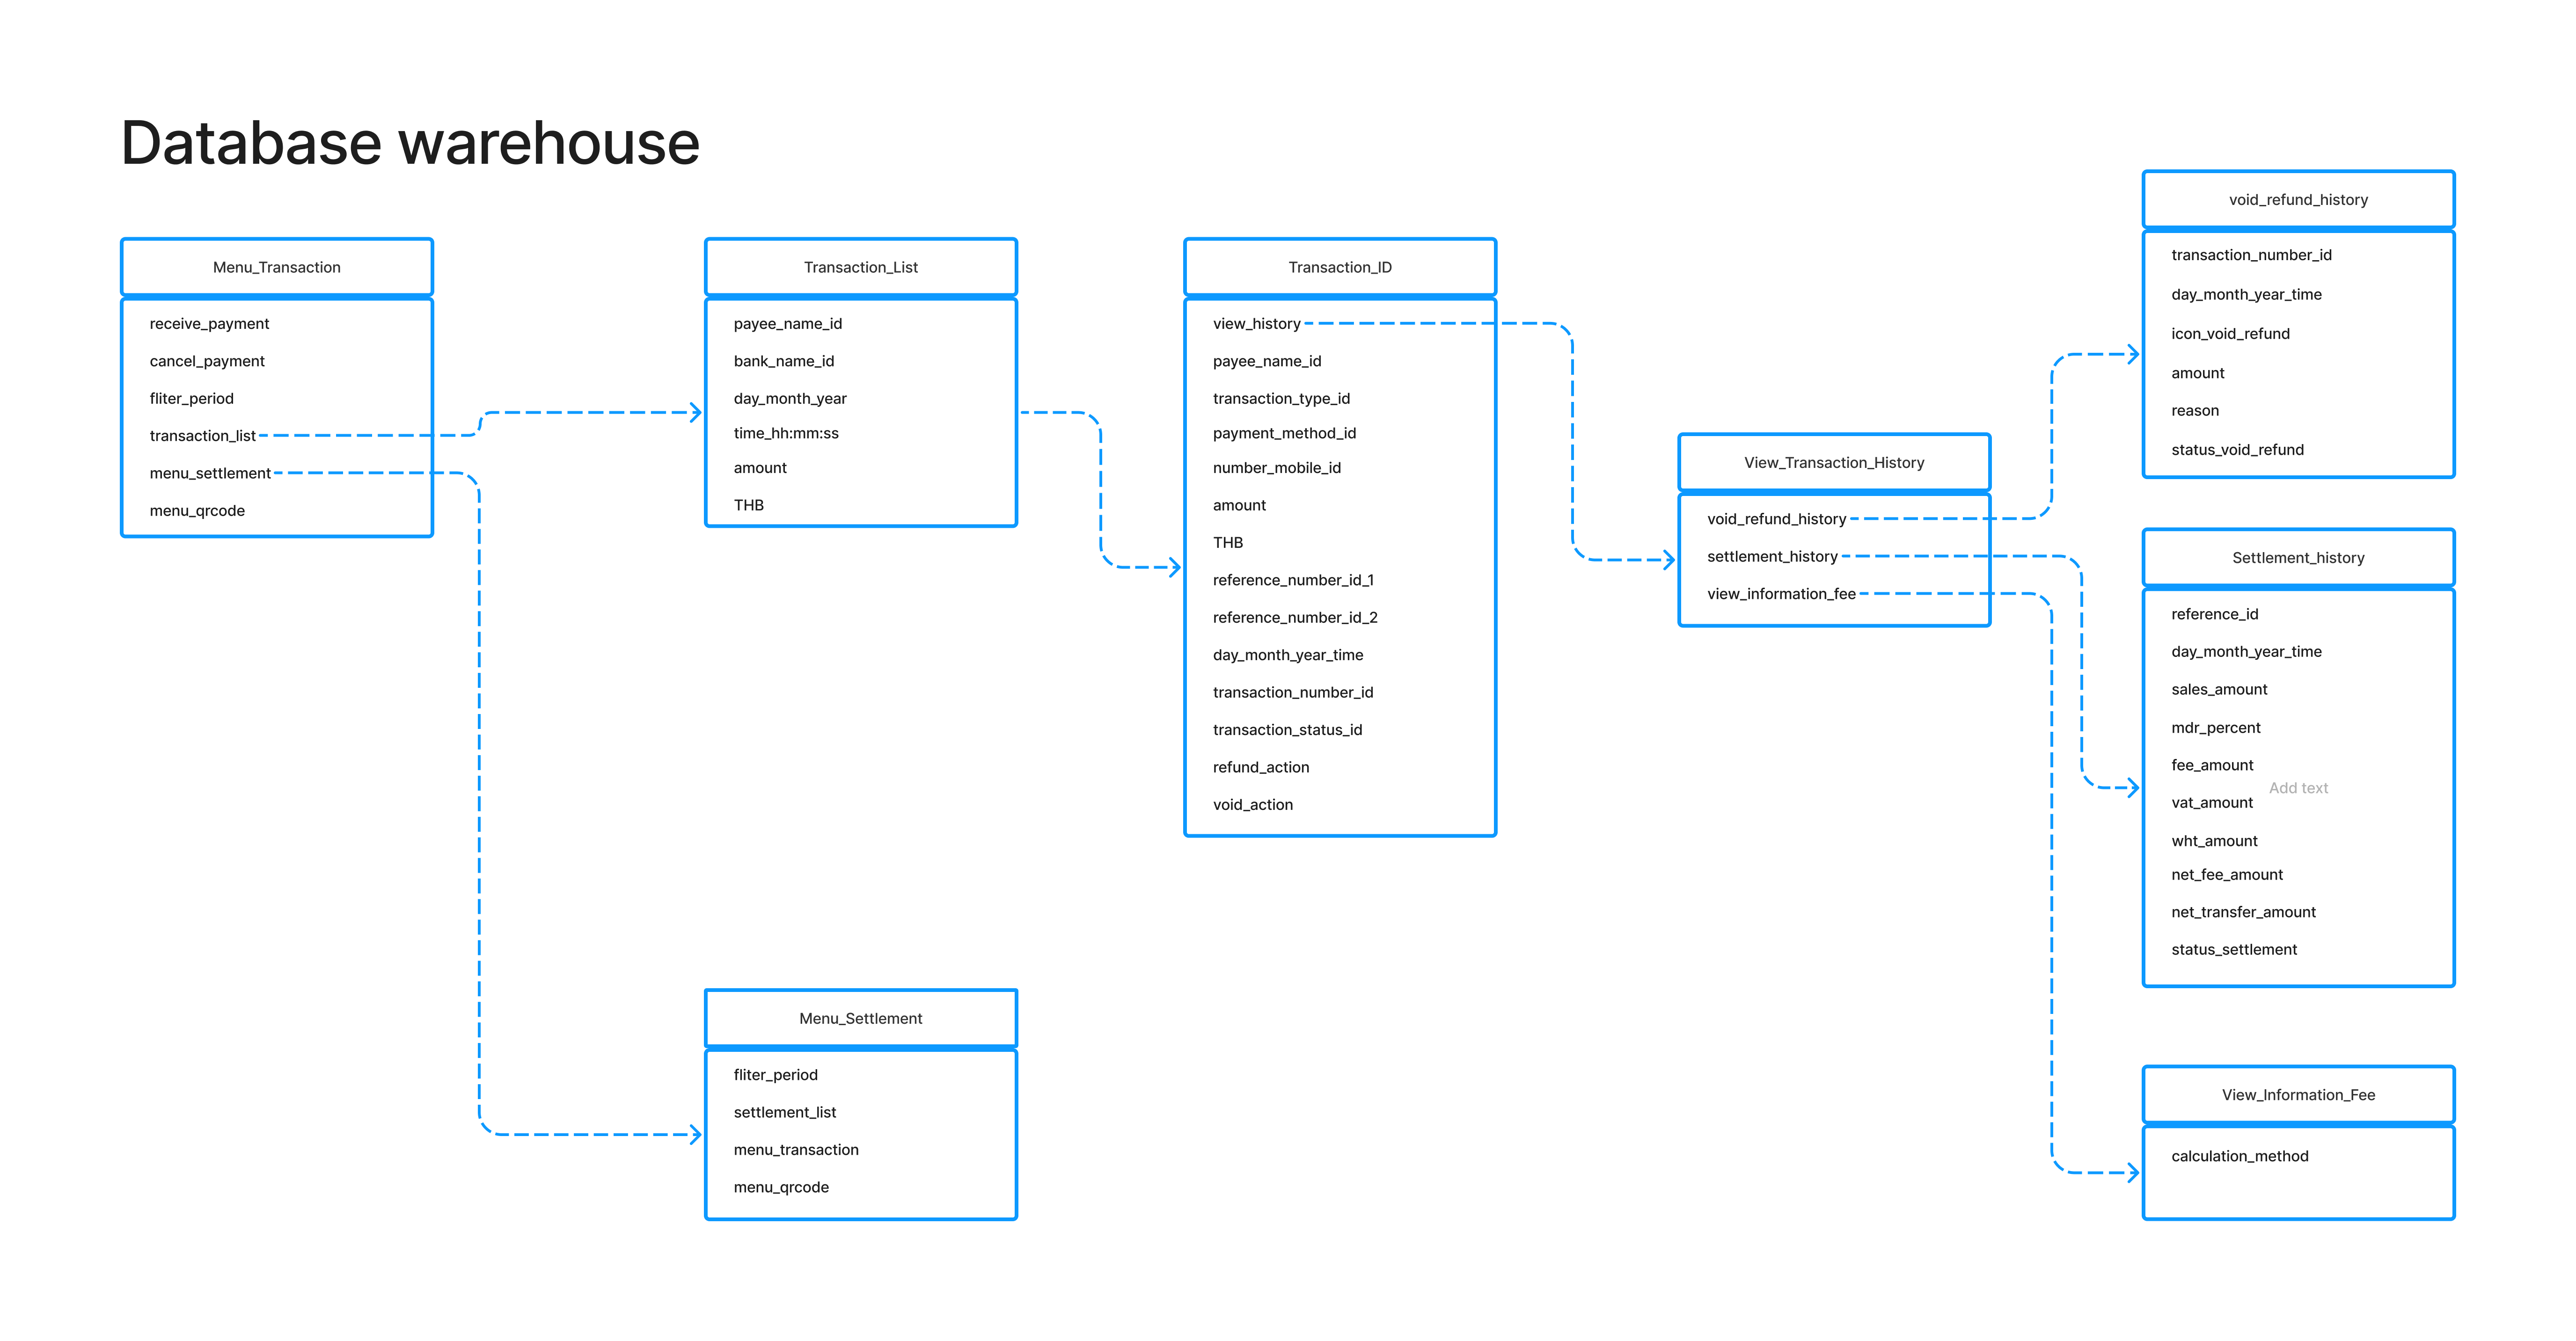 Database warehouse
Menu_Transaction
receive_payment
cancel_payment
fliter_period
transaction_list
menu_settlement
menu_qrcode
Transaction_List
payee_name_id
bank_name_id
day_month_year
time_hh:mm:ss
amount
THB
Menu_Settlement
fliter_period
settlement_list
menu_transaction
menu_qrcode
Transaction_ID
view_history
payee_name_id
transaction_type_id
payment_method_id
number_mobile_id
amount
THB
reference_number_id_1
reference_number_id_2
day_month_year_time
transaction_number_id
transaction_status_id
refund_action
void_action
View_Transaction_History
void_refund_history
settlement_history
view_information_fee
void_refund_history
transaction_number_id
day_month_year_time
icon_void_refund
amount
reason
status_void_refund
Settlement_history
reference_id
day_month_year_time
sales_amount
mdr_percent
fee_amount
Add text
vat_amount
wht_amount
net_fee_amount
net_transfer_amount
status_settlement
View_Information_Fee
calculation_method